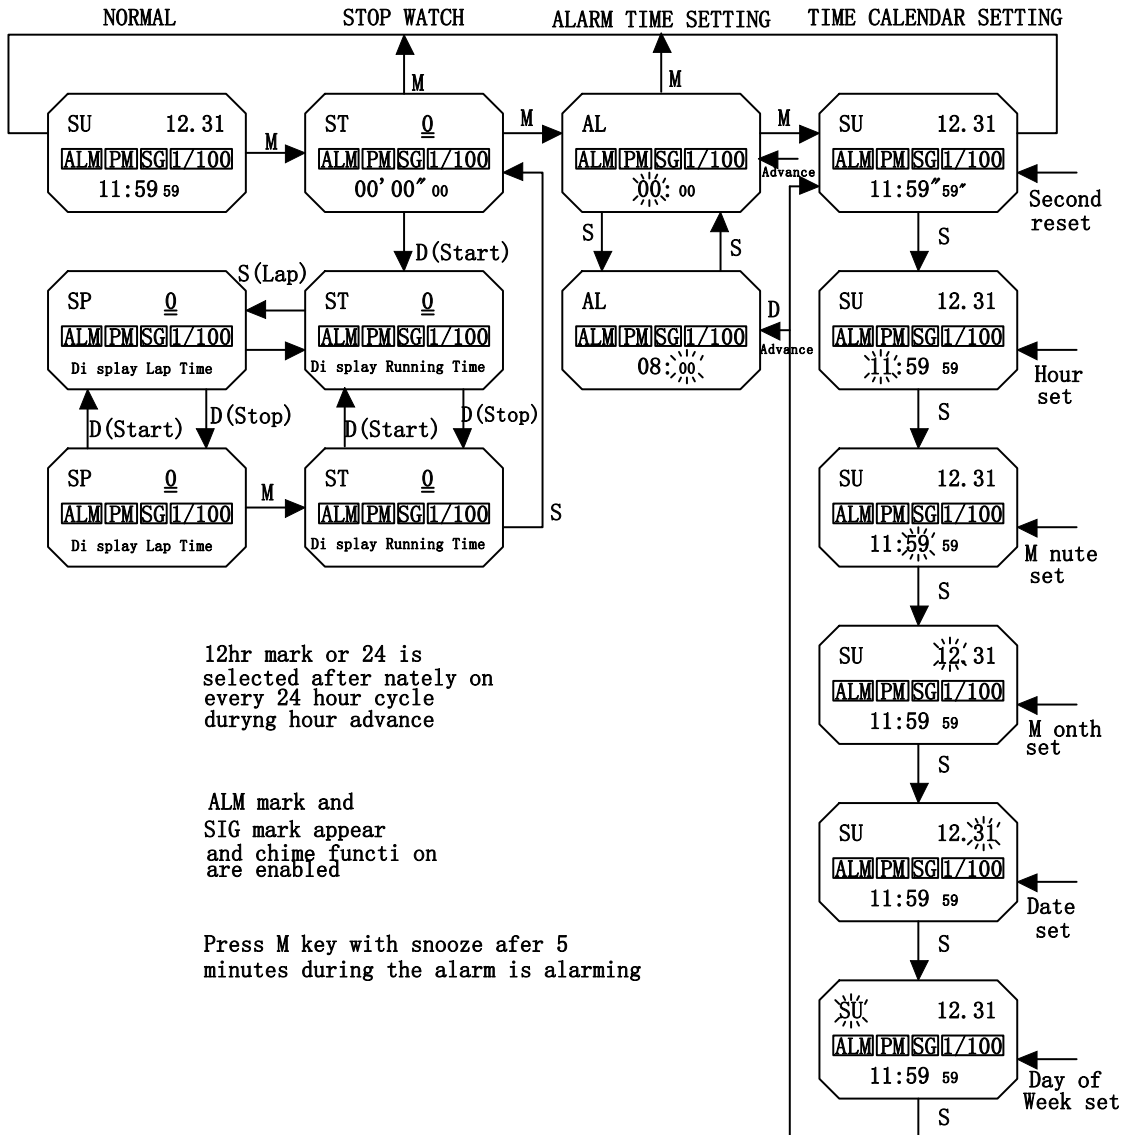 NORMAL
STOP WATCH
ALARM TIME SETTING
TIME CALENDAR SETTING
M
M
SU 12.31
ALM PM SG 1/100
11:59 59
M
ST 0
ALM PM SG 1/100
00'00" 00
M
AL
ALM PM SG 1/100
00: 00
M
Advance
SU 12.31
ALM PM SG 1/100
11:59"59"
Second
reset
D(Start)
S
S
S
S(Lap)
SP 0
ALM PM SG 1/100
Di splay Lap Time
ST 0
ALM PM SG 1/100
Di splay Running Time
AL
ALM PM SG 1/100
08: 00
D
Advance
SU 12.31
ALM PM SG 1/100
11:59 59
Hour
set
D(Start)
D(Stop)
D(Start)
D(Stop)
S
SP 0
ALM PM SG 1/100
Di splay Lap Time
M
ST 0
ALM PM SG 1/100
Di splay Running Time
S
SU 12.31
ALM PM SG 1/100
11:59 59
M nute
set
S
12hr mark or 24 is
selected after nately on
every 24 hour cycle
duryng hour advance
SU 12.31
ALM PM SG 1/100
11:59 59
M onth
set
S
ALM mark and
SIG mark appear
and chime functi on
are enabled
SU 12.31
ALM PM SG 1/100
11:59 59
Date
set
S
Press M key with snooze afer 5
minutes during the alarm is alarming
SU 12.31
ALM PM SG 1/100
11:59 59
Day of
Week set
S